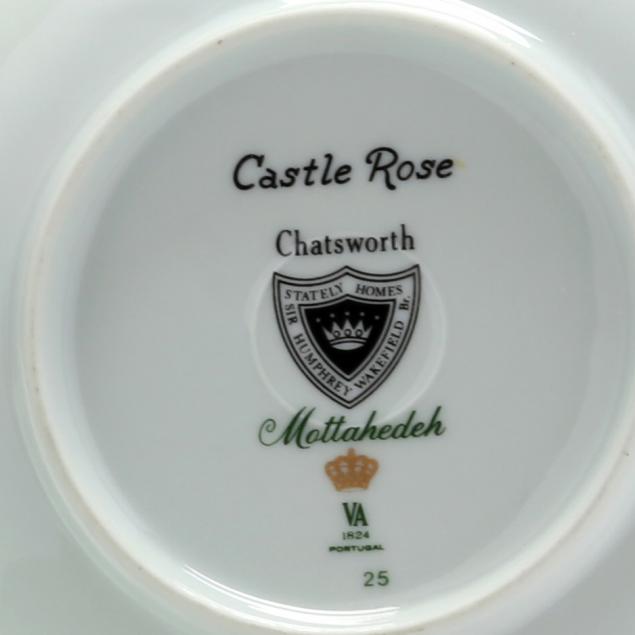 Castle Rose
Chatsworth
STATELY HOMES
SIR HUMPHREY WAKEFIELD Bt.
Mottahedeh
VA
1824
PORTUGAL
25